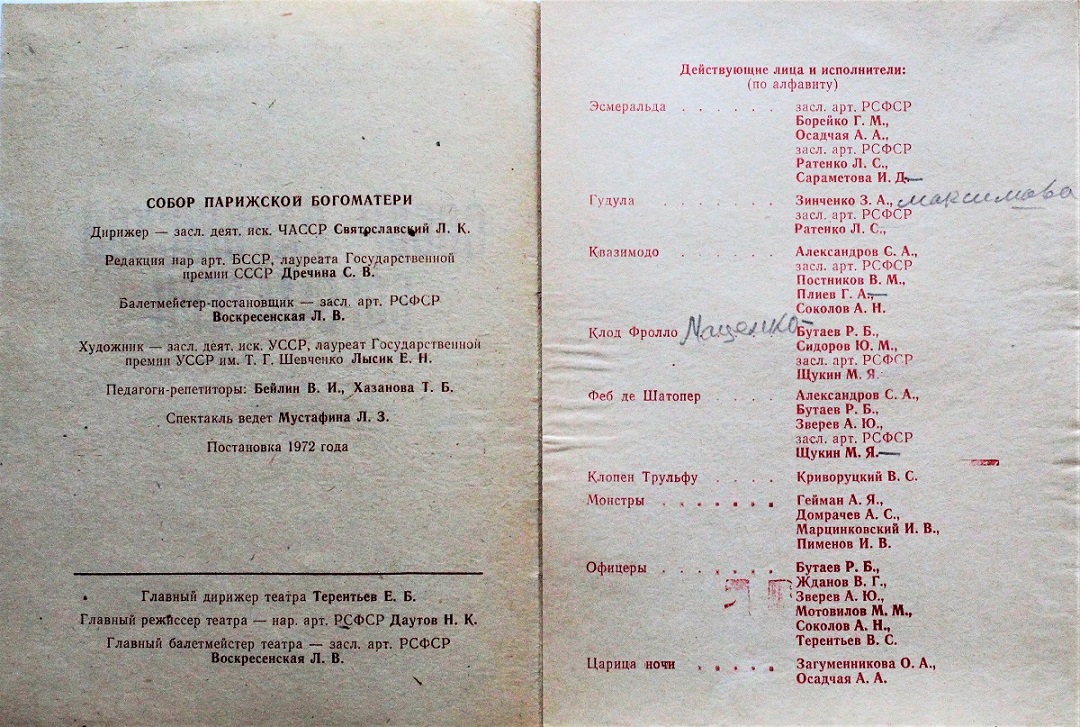 СОБОР ПАРИЖСКОЙ БОГОМАТЕРИ
Дирижер — засл. деят. иск. ЧАССР Святославский Л. К.
Редакция нар арт. БССР, лауреата Государственной
премии СССР Дречина С. В.
Балетмейстер-постановщик — засл. арт. РСФСР
Воскресенская Л. В.
Художник — засл. деят. иск. УССР, лауреат Государственной
премии УССР им. Т. Г. Шевченко Лысик Е. Н.
Педагоги-репетиторы: Бейлин В. И., Хазанова Т. Б.
Спектакль ведет Мустафина Л. З.
Постановка 1972 года
Главный дирижер театра Терентьев Е. Б.
Главный режиссер театра — нар. арт. РСФСР Даутов Н. К.
Главный балетмейстер театра — засл. арт. РСФСР
Воскресенская Л. В.
Действующие лица и исполнители:
(по алфавиту)
Эсмеральда . . . . . . засл. арт. РСФСР
Борейко Г. М.,
Осадчая А. А.,
засл. арт. РСФСР
Ратенко Л. С.,
Сараметова И. Д.—
Гудула . . . . . . . Зинченко З. А., Максимова
засл. арт. РСФСР
Ратенко Л. С.,
Квазимодо . . . . . . Александров С. А.,
засл. арт. РСФСР
Постников В. М.,
Плиев Г. А.,—
Соколов А. Н.
Клод Фролло Пащенко— Бутаев Р. Б.,
Сидоров Ю. М.,
засл. арт. РСФСР
Щукин М. Я.
Феб де Шатопер . . . . Александров С. А.,
Бутаев Р. Б.,
Зверев А. Ю.,
засл. арт. РСФСР
Щукин М. Я.—
Клопен Трульфу . . . . Криворуцкий В. С.
Монстры . . . . . . . Гейман А. Я.,
Домрачев А. С.,
Марцинковский И. В.,
Пименов И. В.
Офицеры . . . . . . . Бутаев Р. Б.,
Жданов В. Г.,
Зверев А. Ю.,
Мотовилов М. М.,
Соколов А. Н.,
Терентьев В. С.
Царица ночи . . . . . Загуменникова О. А.,
Осадчая А. А.